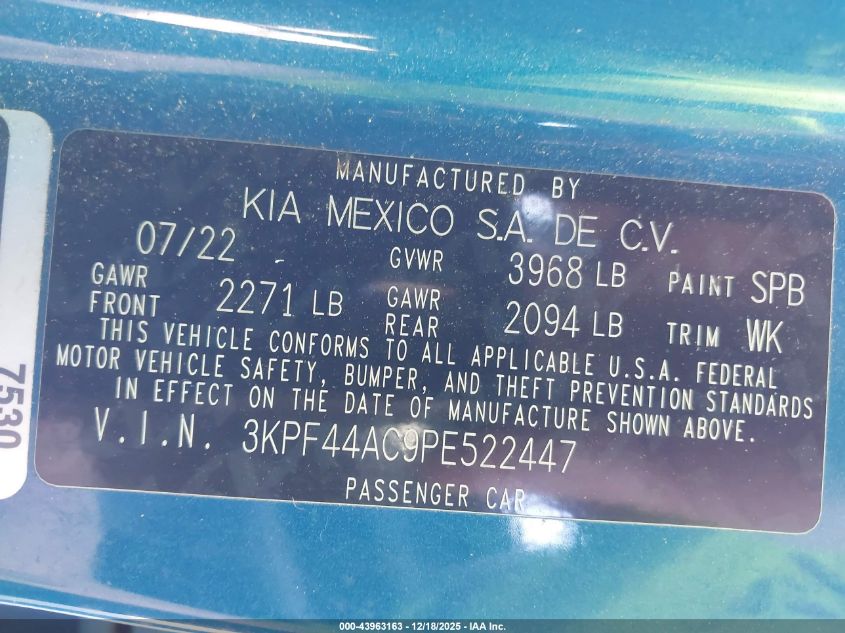 MANUFACTURED BY
KIA MEXICO S.A. DE C.V.
07/22 GVWR 3968 LB PAINT SPB
GAWR FRONT 2271 LB GAWR REAR 2094 LB TRIM WK
THIS VEHICLE CONFORMS TO ALL APPLICABLE U.S.A. FEDERAL
MOTOR VEHICLE SAFETY, BUMPER, AND THEFT PREVENTION STANDARDS
IN EFFECT ON THE DATE OF MANUFACTURE SHOWN ABOVE.
V.I.N. 3KPF44AC9PE522447
PASSENGER CAR
7530
000-43963163 - 12/18/2025 - IAA Inc.